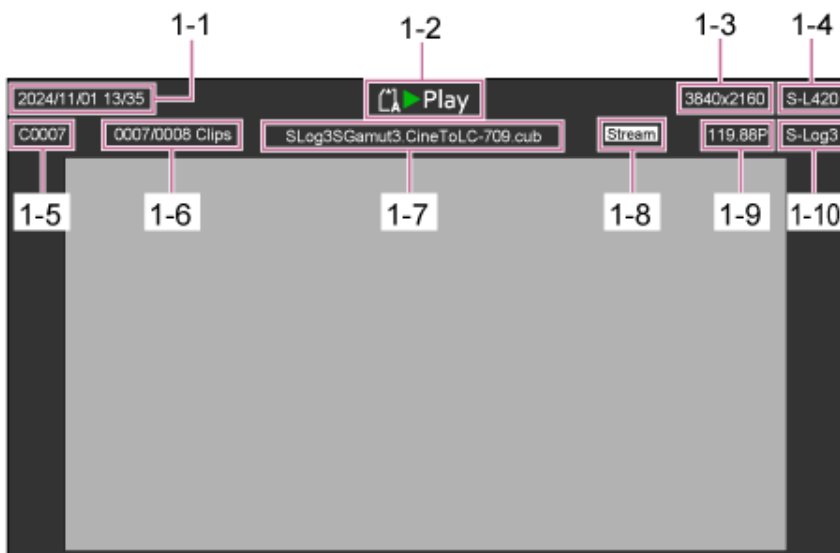 1-1 1-2 1-3 1-4
2024/11/01 13/35 A Play 3840x2160 S-L420
C0007 0007/0008 Clips SLog3SGamut3.CineToLC-709.cub Stream 119.88P S-Log3
1-5 1-6 1-7 1-8 1-9 1-10